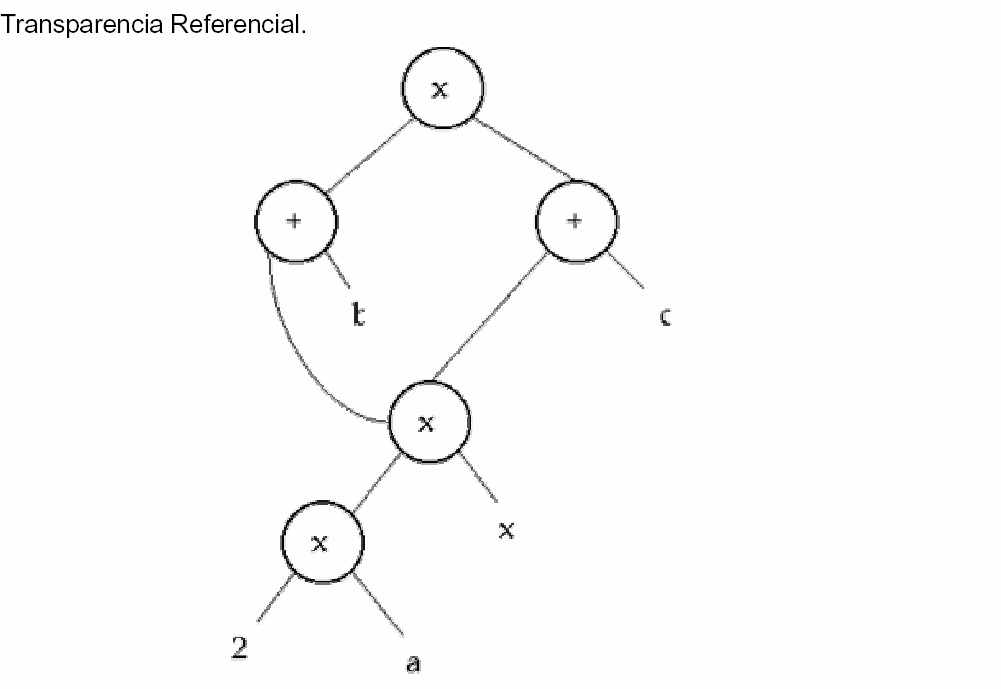 Transparencia Referencial.
x
+
+
b
c
x
x
x
2
a